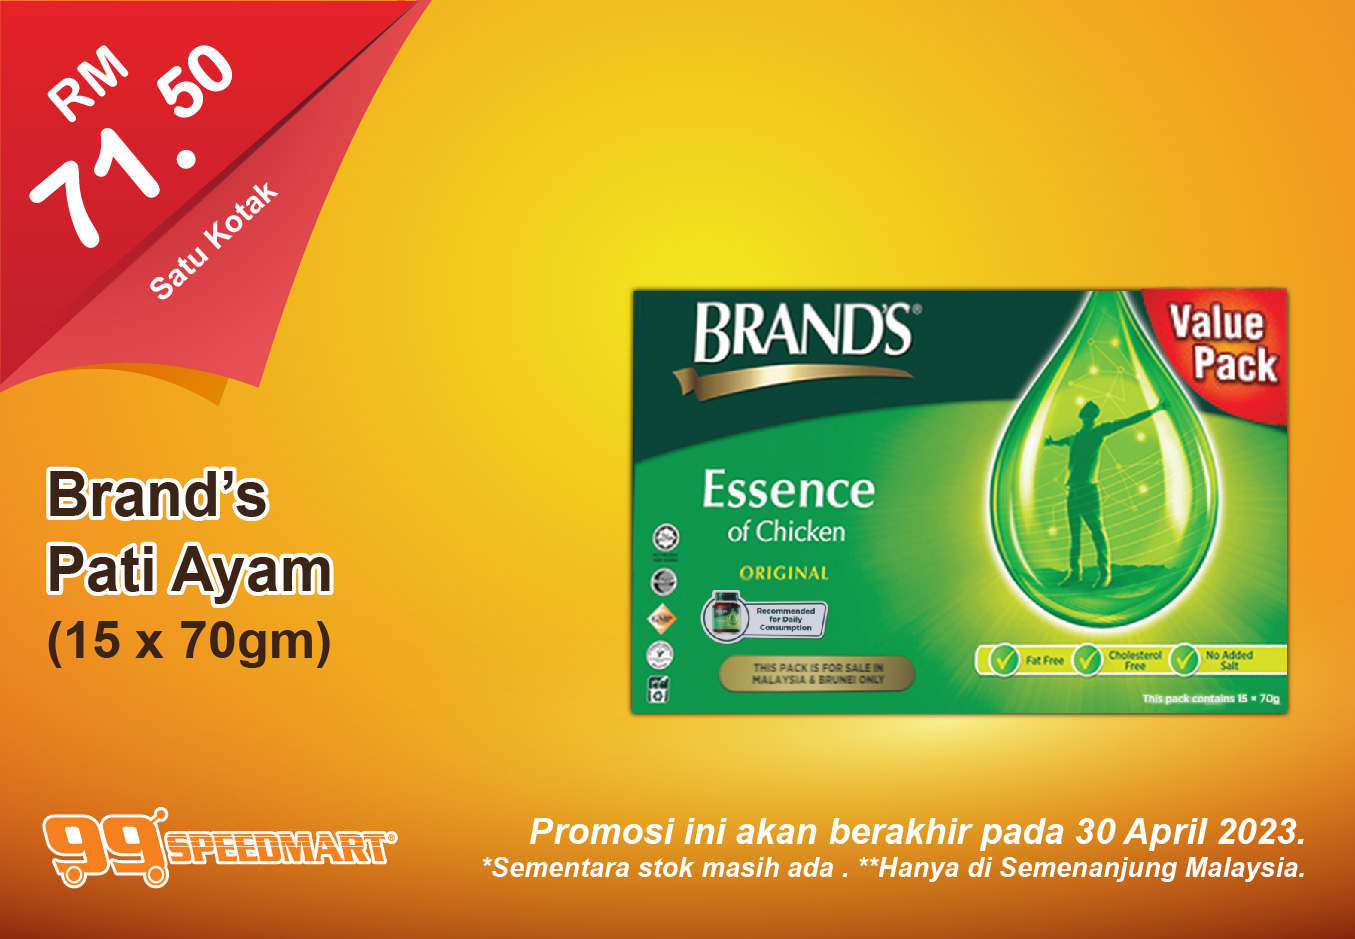 RM
71.50
Satu Kotak
Brand's
Pati Ayam
(15 x 70gm)
BRAND'S®
Value
Pack
Essence
of Chicken
ORIGINAL
GMP
Recommended
for Daily
Consumption
THIS PACK IS FOR SALE IN
MALAYSIA & BRUNEI ONLY
Fat Free
Cholesterol
Free
No Added
Salt
This pack contains 15 × 70g
99 SPEEDMART®
Promosi ini akan berakhir pada 30 April 2023.
*Sementara stok masih ada . **Hanya di Semenanjung Malaysia.